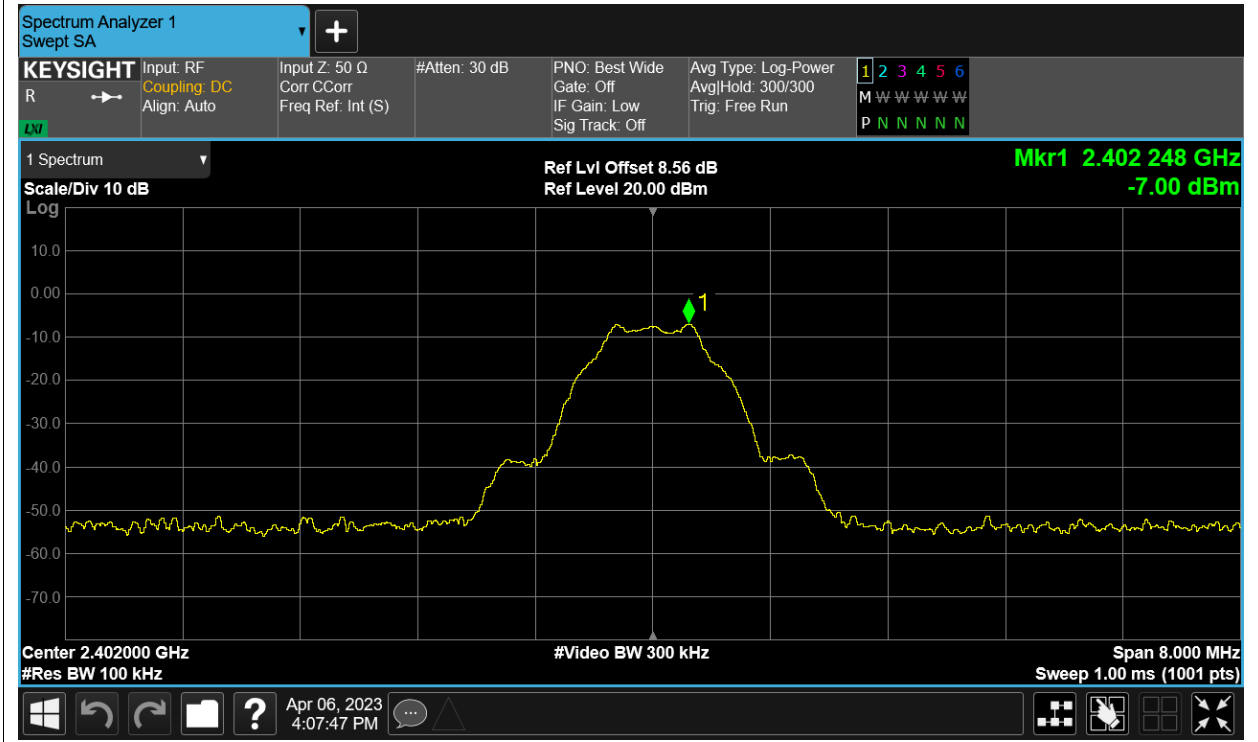 Spectrum Analyzer 1
Swept SA
+
KEYSIGHT
R
LXI
Input: RF
Coupling: DC
Align: Auto
Input Z: 50 Ω
Corr CCorr
Freq Ref: Int (S)
#Atten: 30 dB
PNO: Best Wide
Gate: Off
IF Gain: Low
Sig Track: Off
Avg Type: Log-Power
Avg|Hold: 300/300
Trig: Free Run
1 2 3 4 5 6
M W W W W W W
P N N N N N N
1 Spectrum
Scale/Div 10 dB
Log
Ref Lvl Offset 8.56 dB
Ref Level 20.00 dBm
Mkr1 2.402 248 GHz
-7.00 dBm
10.0
0.00
-10.0
-20.0
-30.0
-40.0
-50.0
-60.0
-70.0
1
Center 2.402000 GHz
#Res BW 100 kHz
#Video BW 300 kHz
Span 8.000 MHz
Sweep 1.00 ms (1001 pts)
?
Apr 06, 2023
4:07:47 PM